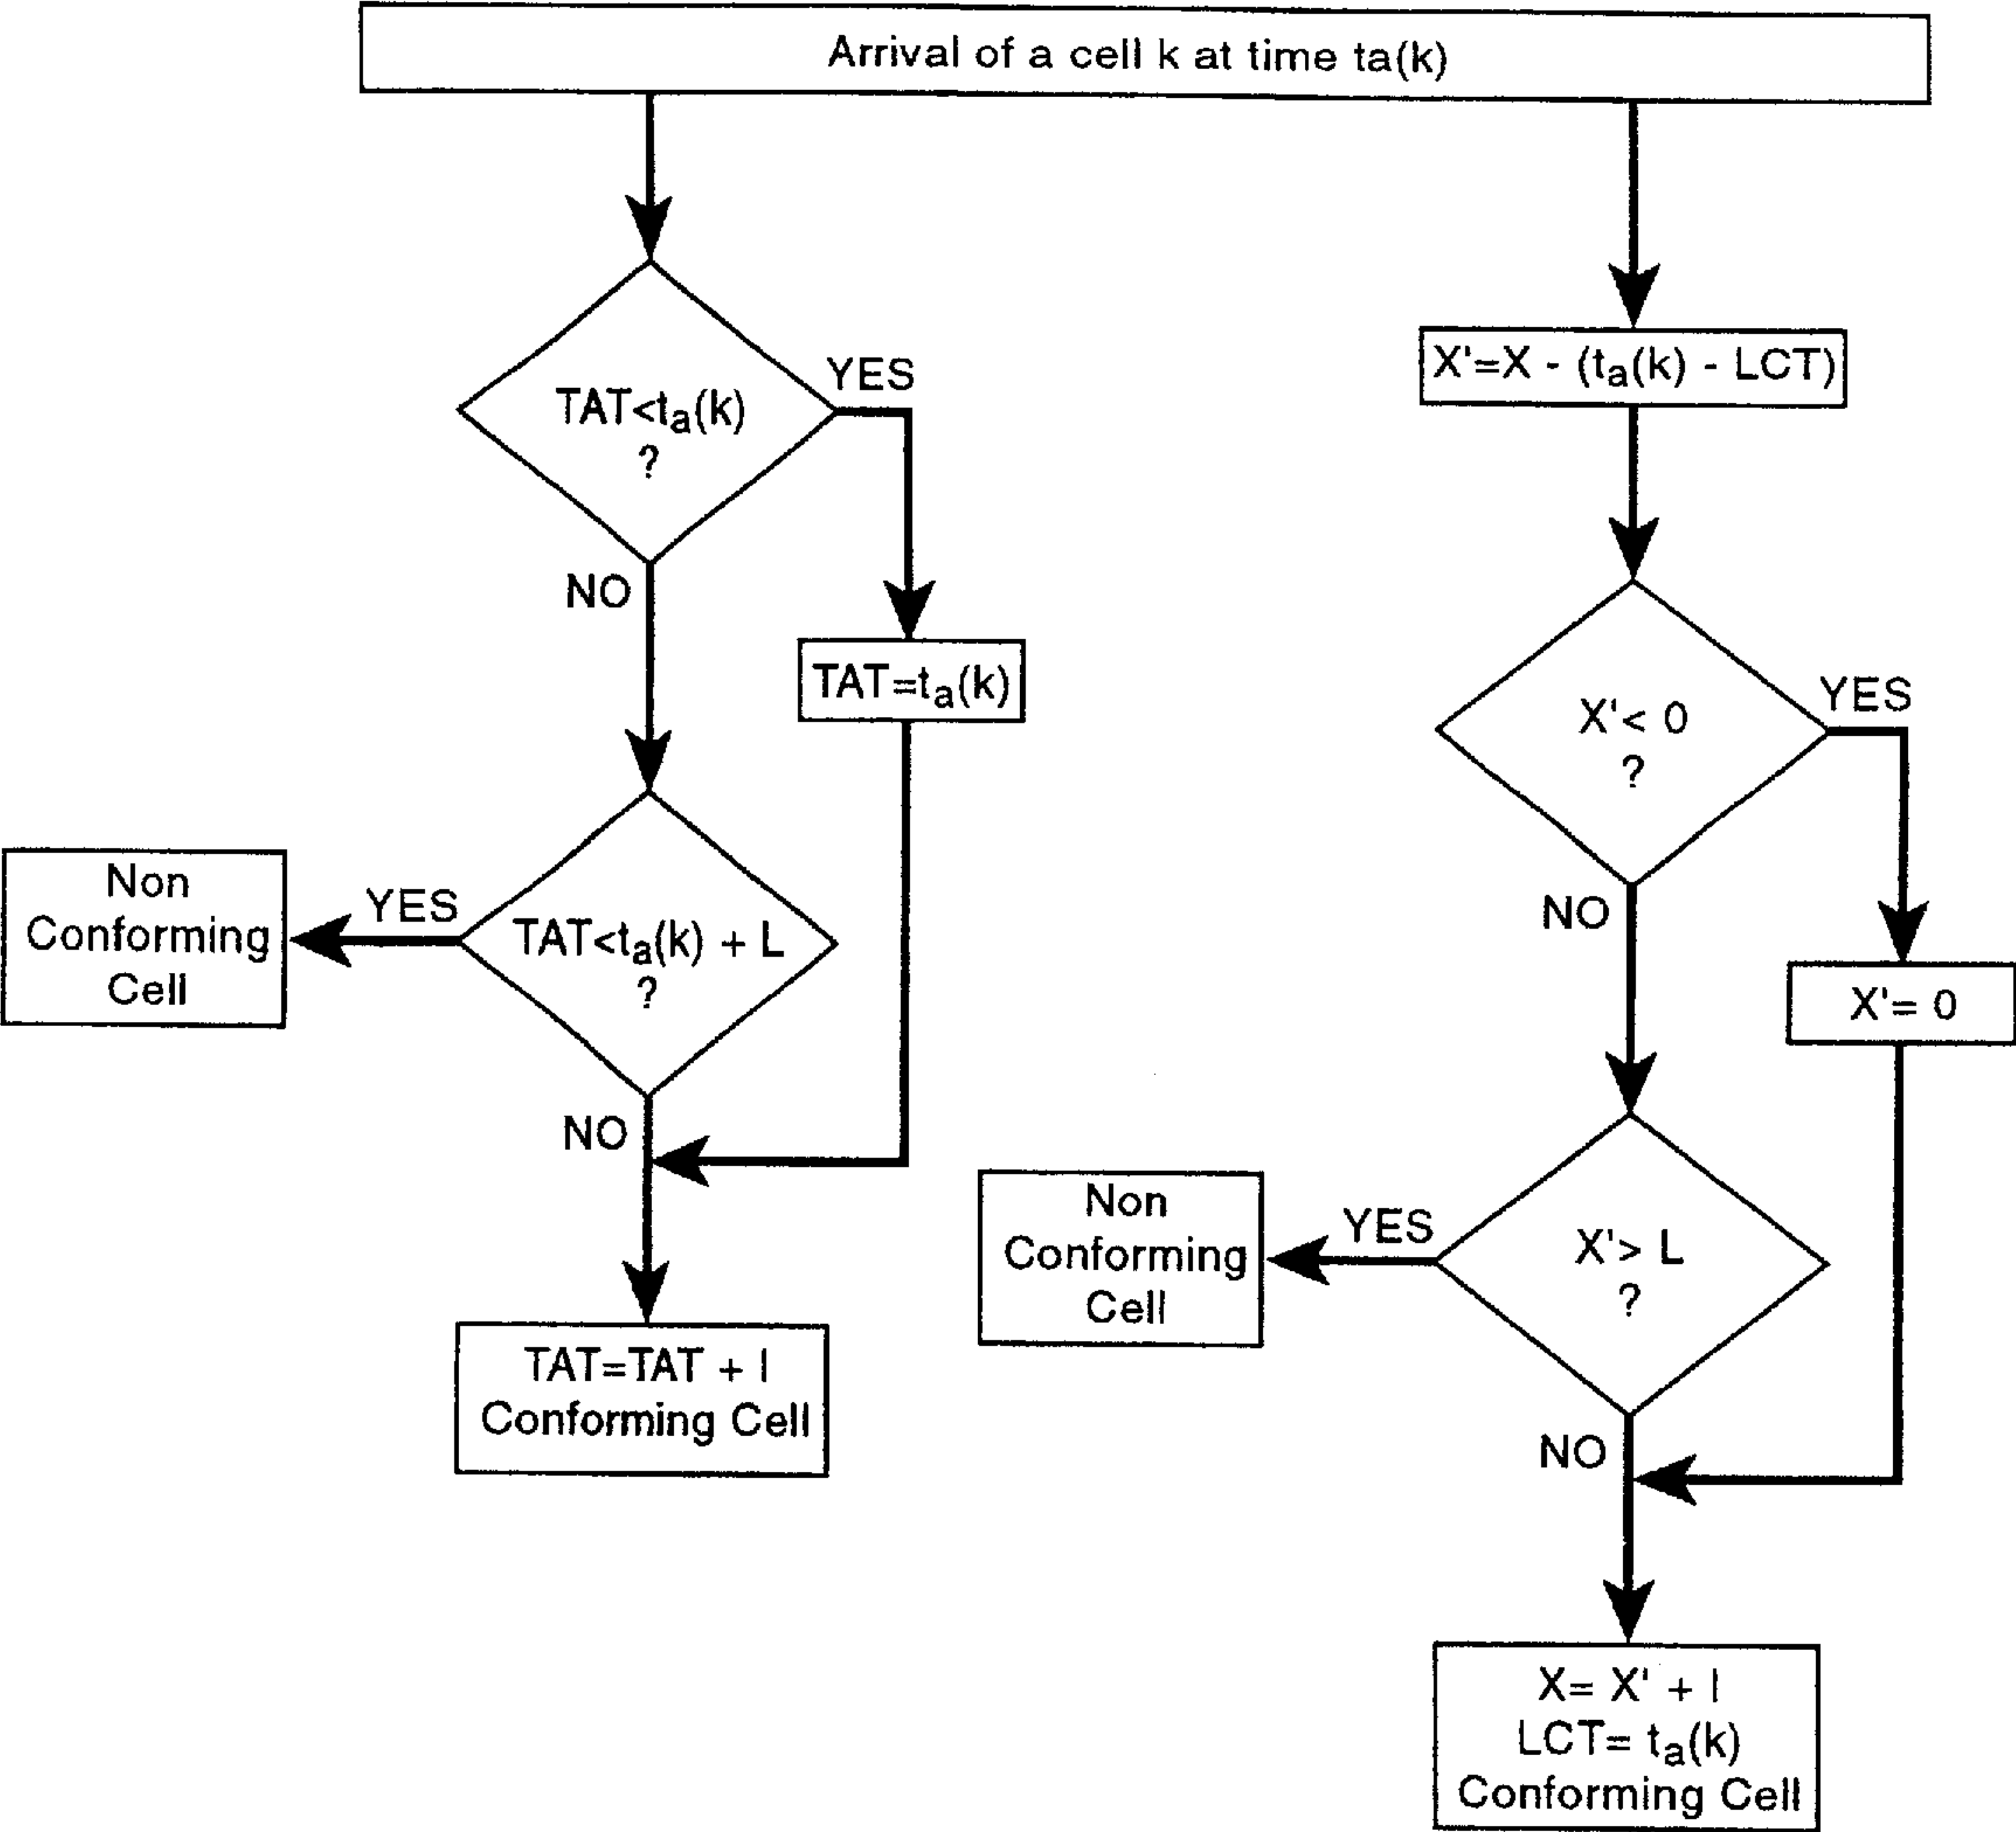 Arrival of a cell k at time ta(k)
TAT<ta(k)
?
YES
NO
TAT=ta(k)
TAT<ta(k) + L
?
YES
Non
Conforming
Cell
NO
TAT=TAT + I
Conforming Cell
X'=X - (ta(k) - LCT)
X'< 0
?
YES
NO
X'= 0
X'> L
?
YES
Non
Conforming
Cell
NO
X= X' + I
LCT= ta(k)
Conforming Cell